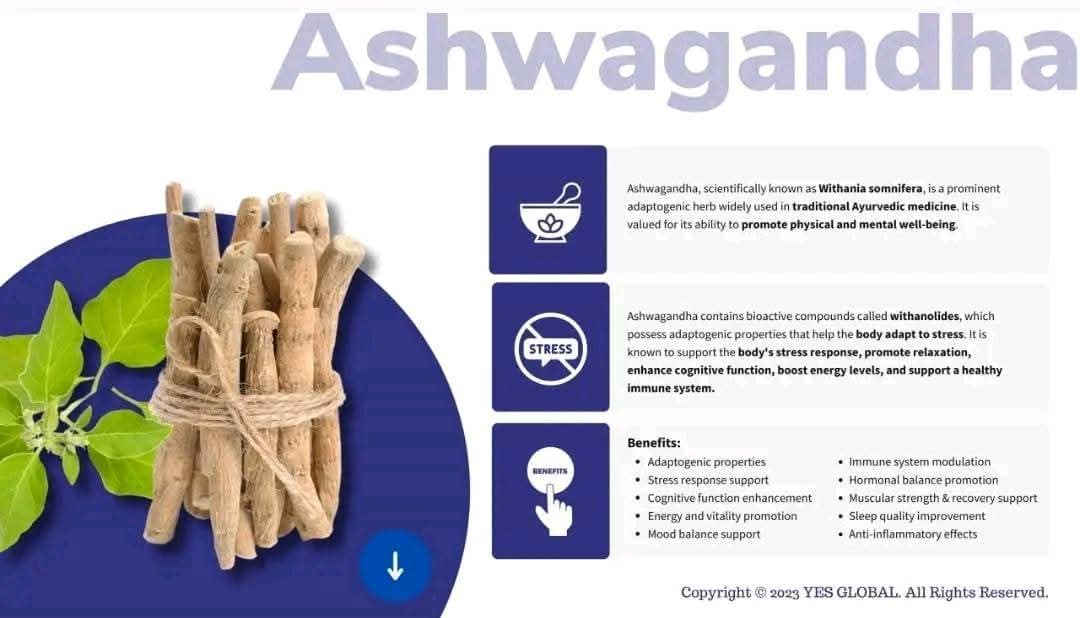 Ashwagandha
Ashwagandha, scientifically known as Withania somnifera, is a prominent
adaptogenic herb widely used in traditional Ayurvedic medicine. It is
valued for its ability to promote physical and mental well-being.
STRESS
Ashwagandha contains bioactive compounds called withanolides, which
possess adaptogenic properties that help the body adapt to stress. It is
known to support the body's stress response, promote relaxation,
enhance cognitive function, boost energy levels, and support a healthy
immune system.
BENEFITS
Benefits:
• Adaptogenic properties
• Stress response support
• Cognitive function enhancement
• Energy and vitality promotion
• Mood balance support
• Immune system modulation
• Hormonal balance promotion
• Muscular strength & recovery support
• Sleep quality improvement
• Anti-inflammatory effects
Copyright © 2023 YES GLOBAL. All Rights Reserved.